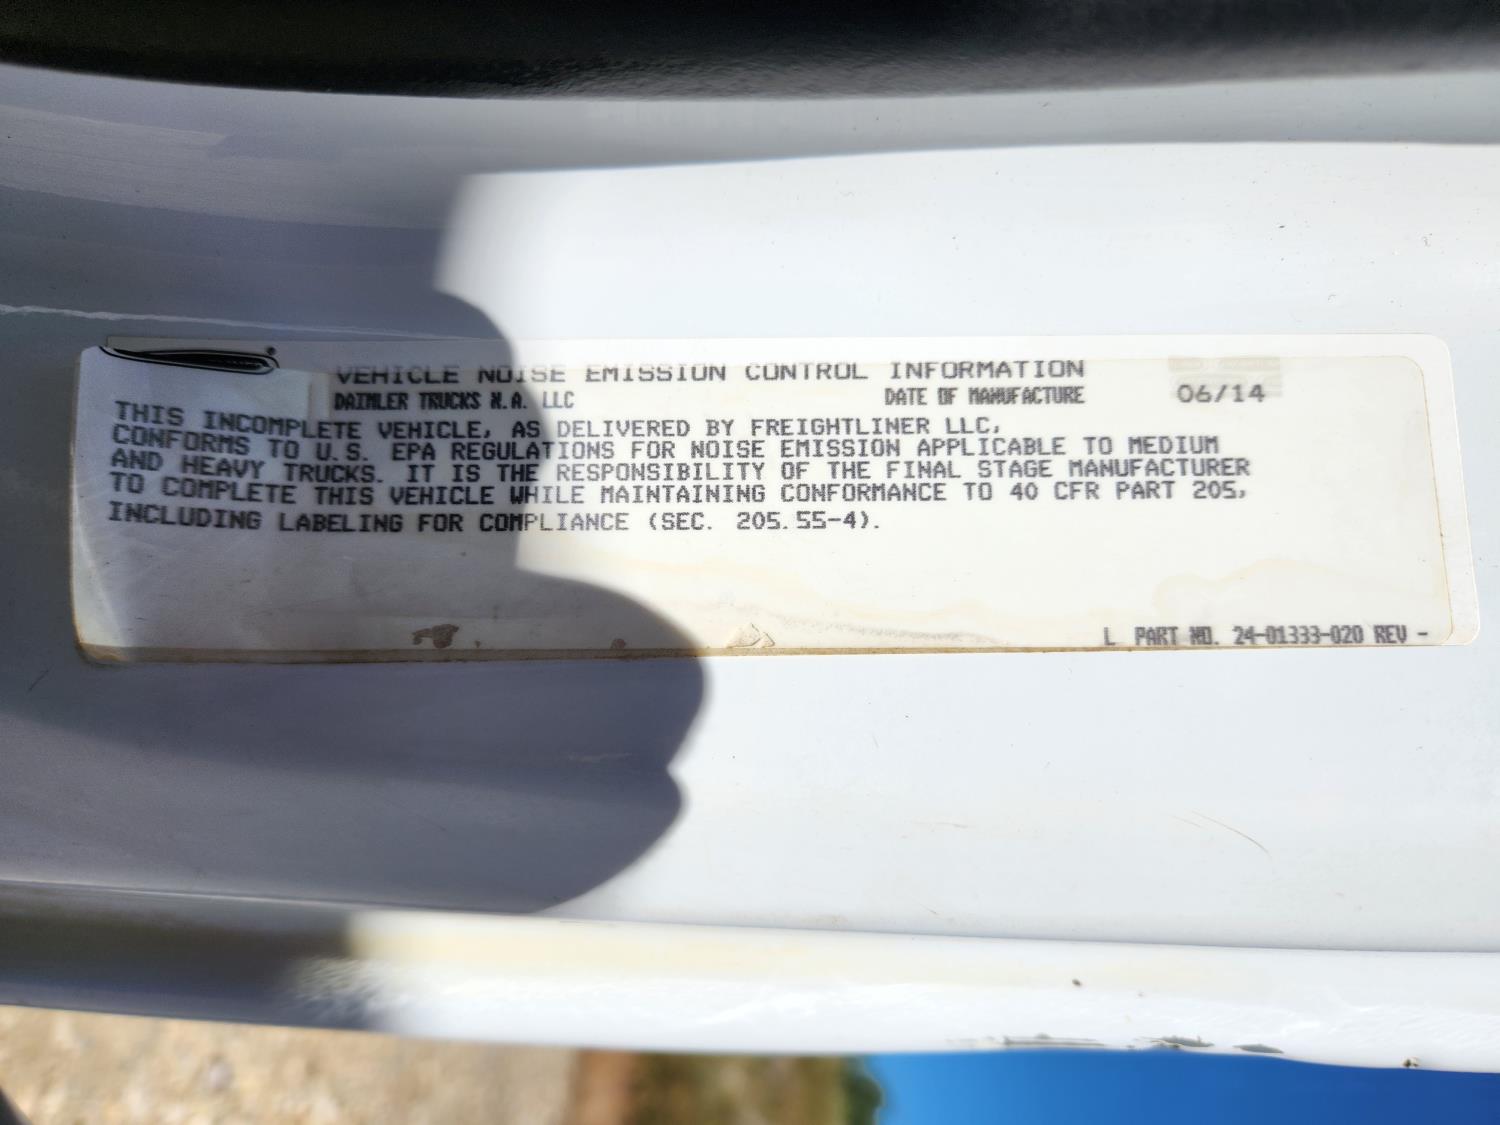 VEHICLE NOISE EMISSION CONTROL INFORMATION
DAIMLER TRUCKS N.A. LLC DATE OF MANUFACTURE 06/14
THIS INCOMPLETE VEHICLE, AS DELIVERED BY FREIGHTLINER LLC,
CONFORMS TO U.S. EPA REGULATIONS FOR NOISE EMISSION APPLICABLE TO MEDIUM
AND HEAVY TRUCKS. IT IS THE RESPONSIBILITY OF THE FINAL STAGE MANUFACTURER
TO COMPLETE THIS VEHICLE WHILE MAINTAINING CONFORMANCE TO 40 CFR PART 205,
INCLUDING LABELING FOR COMPLIANCE (SEC. 205.55-4).
L PART NO. 24-01333-020 REV -